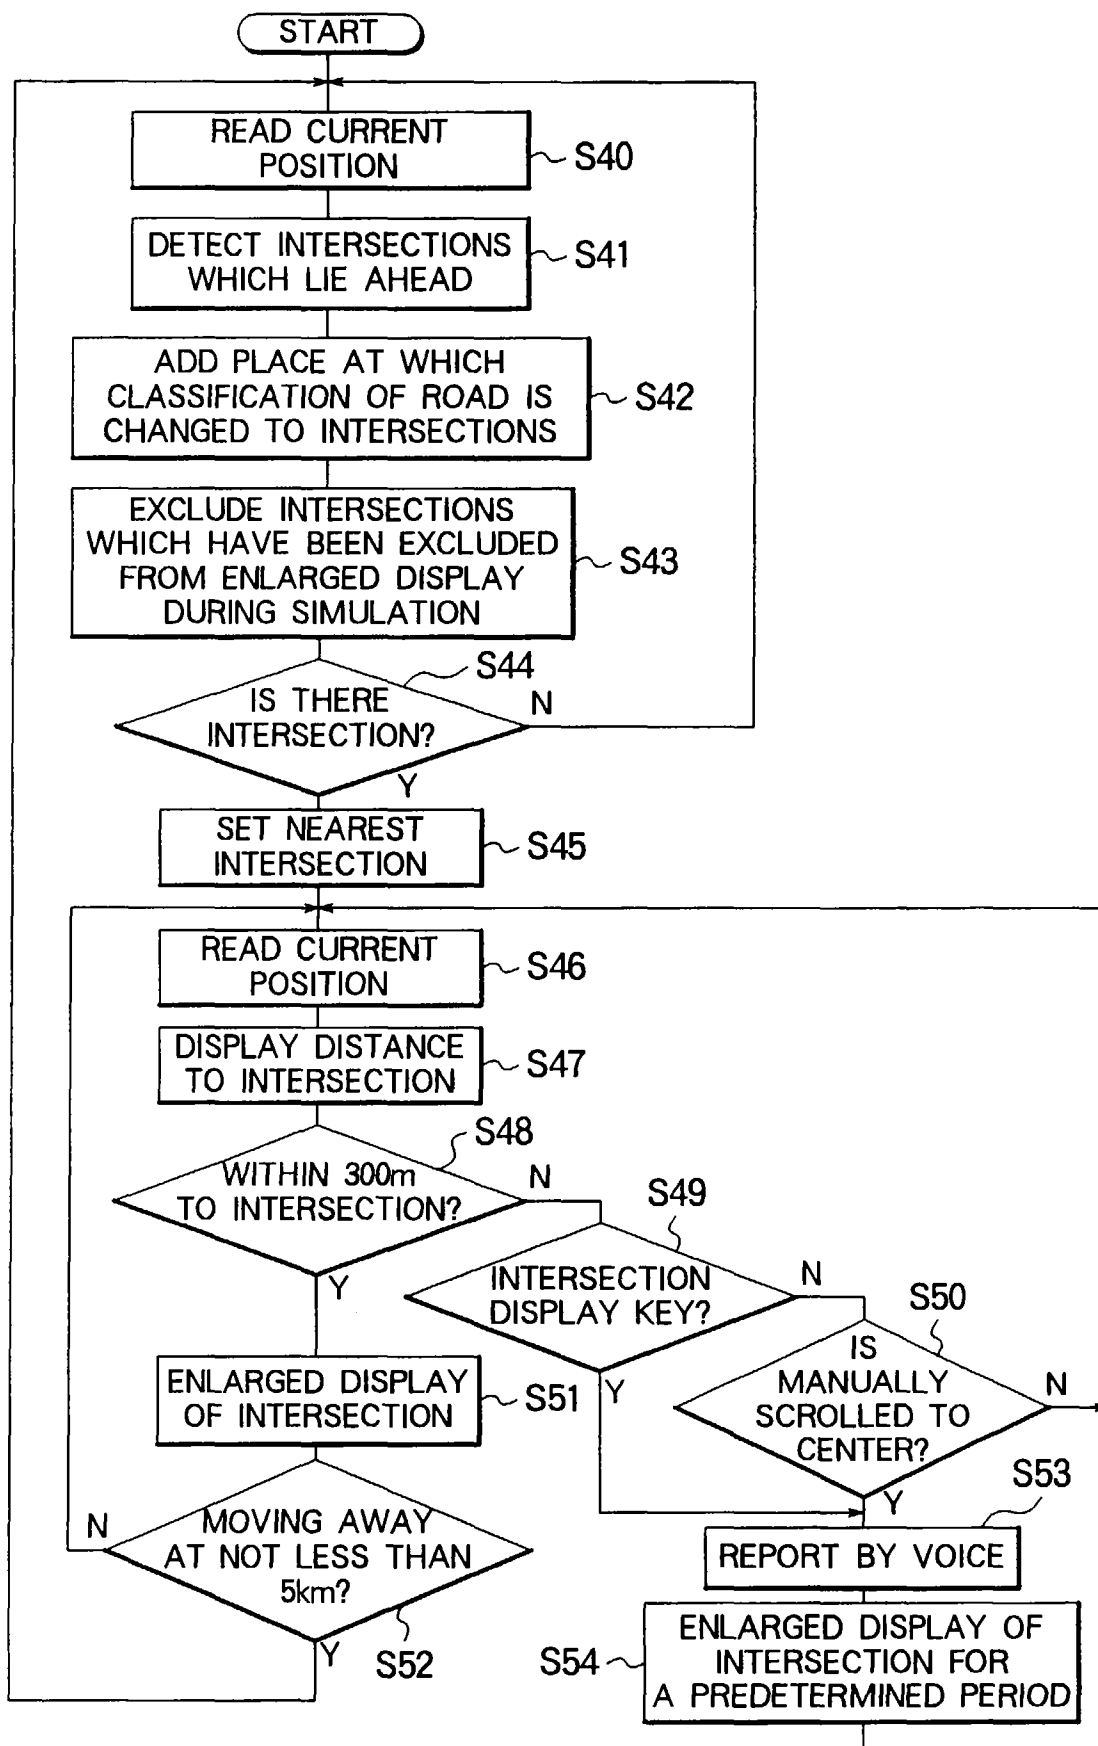 START
READ CURRENT
POSITION
S40
DETECT INTERSECTIONS
WHICH LIE AHEAD
S41
ADD PLACE AT WHICH
CLASSIFICATION OF ROAD IS
CHANGED TO INTERSECTIONS
S42
EXCLUDE INTERSECTIONS
WHICH HAVE BEEN EXCLUDED
FROM ENLARGED DISPLAY
DURING SIMULATION
S43
S44
IS THERE
INTERSECTION?
N
Y
SET NEAREST
INTERSECTION
S45
READ CURRENT
POSITION
S46
DISPLAY DISTANCE
TO INTERSECTION
S47
S48
WITHIN 300m
TO INTERSECTION?
N
Y
S49
INTERSECTION
DISPLAY KEY?
N
Y
S50
IS
MANUALLY
SCROLLED TO
CENTER?
N
Y
ENLARGED DISPLAY
OF INTERSECTION
S51
MOVING AWAY
AT NOT LESS THAN
5km?
N
Y
S52
S53
REPORT BY VOICE
S54
ENLARGED DISPLAY OF
INTERSECTION FOR
A PREDETERMINED PERIOD